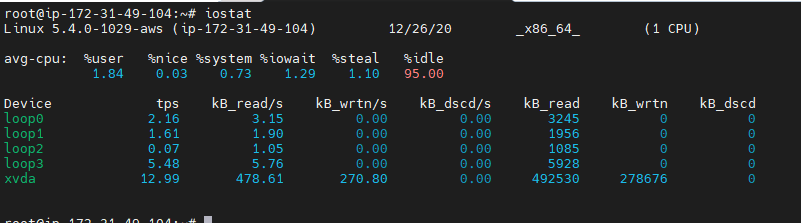 root@ip-172-31-49-104:~# iostat
Linux 5.4.0-1029-aws (ip-172-31-49-104) 12/26/20 _x86_64_ (1 CPU)
avg-cpu: %user %nice %system %iowait %steal %idle
1.84 0.03 0.73 1.29 1.10 95.00
Device tps kB_read/s kB_wrtn/s kB_dscd/s kB_read kB_wrtn kB_dscd
loop0 2.16 3.15 0.00 0.00 3245 0 0
loop1 1.61 1.90 0.00 0.00 1956 0 0
loop2 0.07 1.05 0.00 0.00 1085 0 0
loop3 5.48 5.76 0.00 0.00 5928 0 0
xvda 12.99 478.61 270.80 0.00 492530 278676 0
root@ip-172-31-49-104:~#